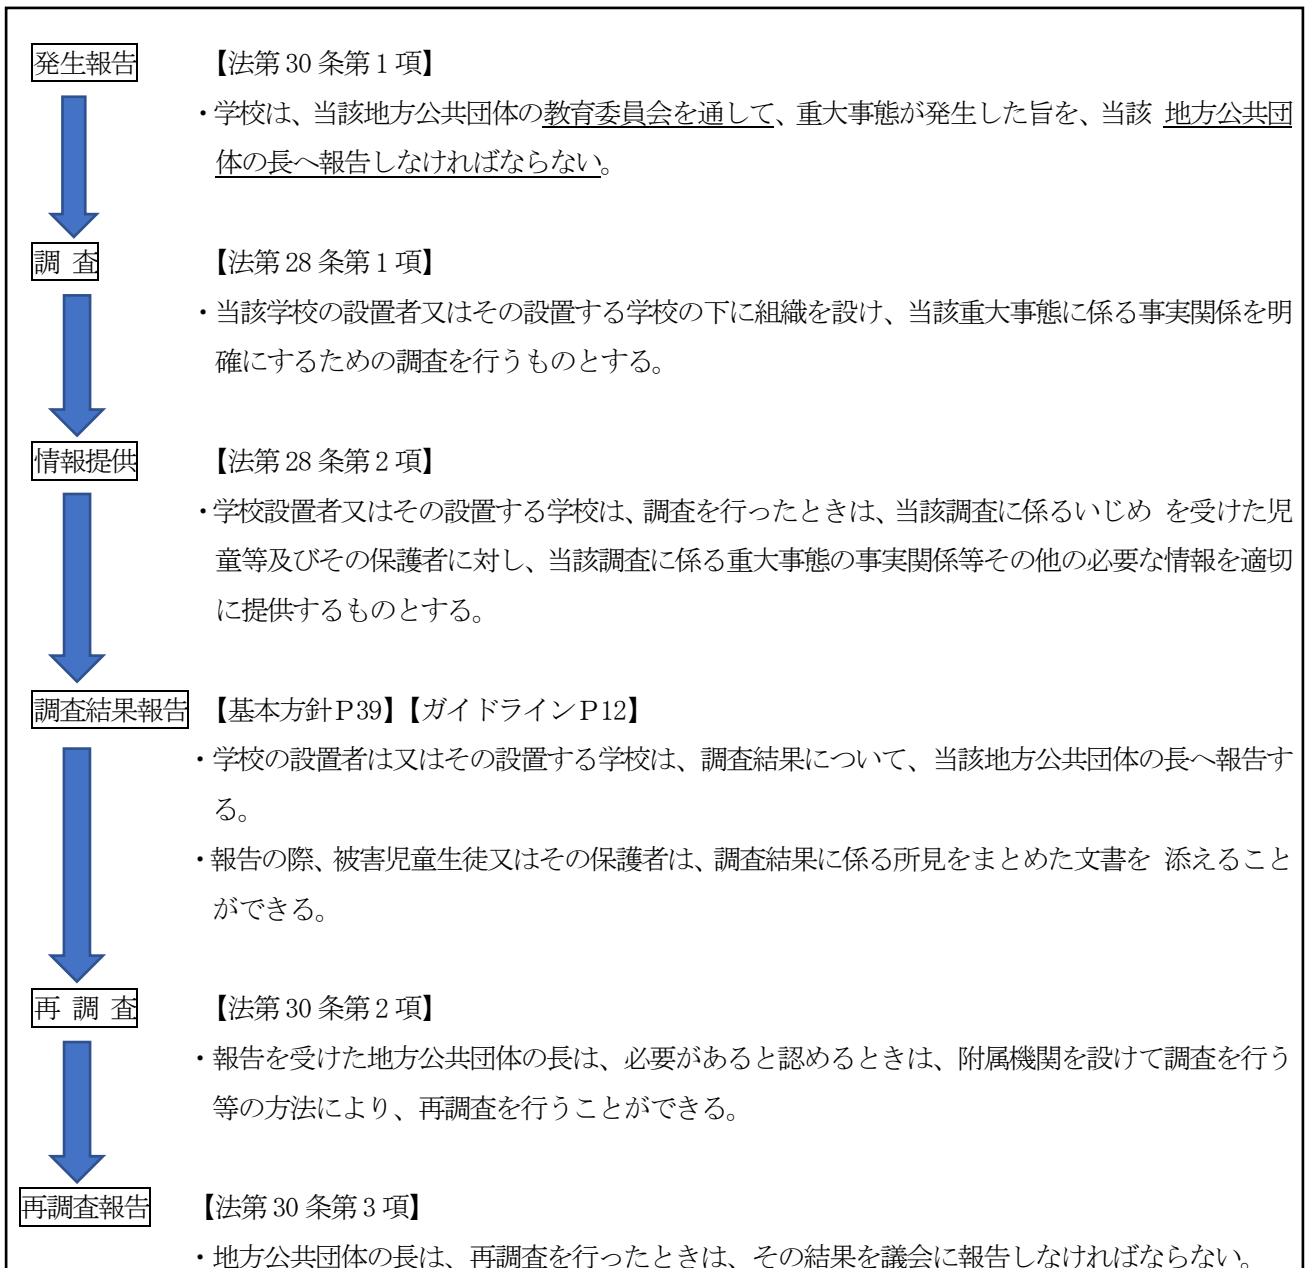 発生報告 【法第30条第1項】
・学校は、当該地方公共団体の教育委員会を通して、重大事態が発生した旨を、当該 地方公共団
体の長へ報告しなければならない。
調 査 【法第28条第1項】
・当該学校の設置者又はその設置する学校の下に組織を設け、当該重大事態に係る事実関係を明
確にするための調査を行うものとする。
情報提供 【法第28条第2項】
・学校設置者又はその設置する学校は、調査を行ったときは、当該調査に係るいじめ を受けた児
童等及びその保護者に対し、当該調査に係る重大事態の事実関係等その他の必要な情報を適切
に提供するものとする。
調査結果報告 【基本方針P39】【ガイドラインP12】
・学校の設置者は又はその設置する学校は、調査結果について、当該地方公共団体の長へ報告す
る。
・報告の際、被害児童生徒又はその保護者は、調査結果に係る所見をまとめた文書を 添えること
ができる。
再 調 査 【法第30条第2項】
・報告を受けた地方公共団体の長は、必要があると認めるときは、附属機関を設けて調査を行う
等の方法により、再調査を行うことができる。
再調査報告 【法第30条第3項】
・地方公共団体の長は、再調査を行ったときは、その結果を議会に報告しなければならない。